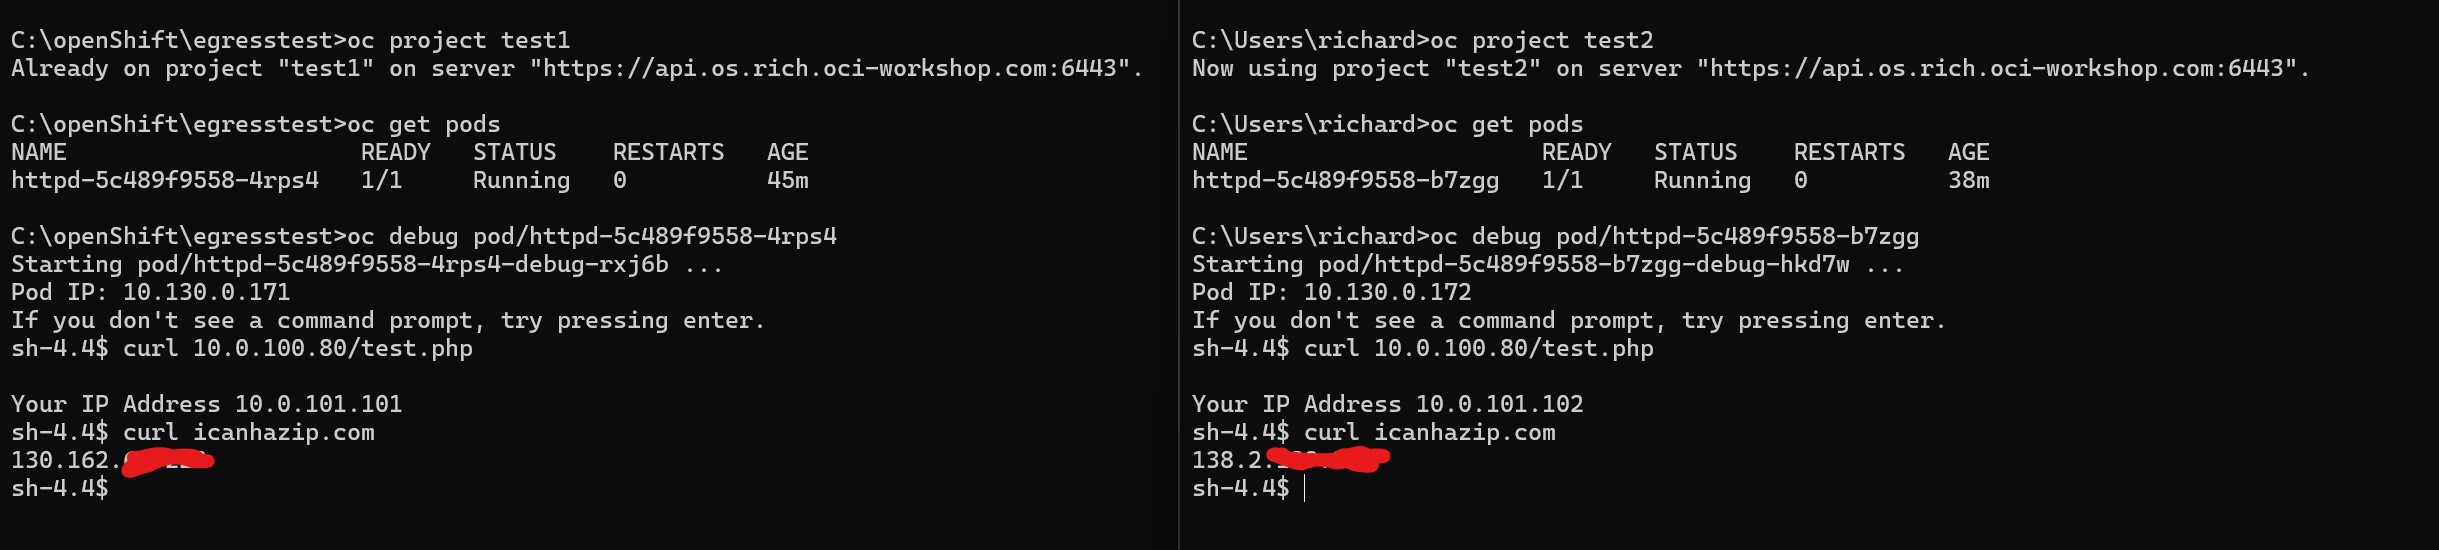 C:\openShift\egresstest>oc project test1
Already on project "test1" on server "https://api.os.rich.oci-workshop.com:6443".
C:\openShift\egresstest>oc get pods
NAME READY STATUS RESTARTS AGE
httpd-5c489f9558-4rps4 1/1 Running 0 45m
C:\openShift\egresstest>oc debug pod/httpd-5c489f9558-4rps4
Starting pod/httpd-5c489f9558-4rps4-debug-rxj6b ...
Pod IP: 10.130.0.171
If you don't see a command prompt, try pressing enter.
sh-4.4$ curl 10.0.100.80/test.php
Your IP Address 10.0.101.101
sh-4.4$ curl icanhazip.com
130.162.
sh-4.4$
C:\Users\richard>oc project test2
Now using project "test2" on server "https://api.os.rich.oci-workshop.com:6443".
C:\Users\richard>oc get pods
NAME READY STATUS RESTARTS AGE
httpd-5c489f9558-b7zgg 1/1 Running 0 38m
C:\Users\richard>oc debug pod/httpd-5c489f9558-b7zgg
Starting pod/httpd-5c489f9558-b7zgg-debug-hkd7w ...
Pod IP: 10.130.0.172
If you don't see a command prompt, try pressing enter.
sh-4.4$ curl 10.0.100.80/test.php
Your IP Address 10.0.101.102
sh-4.4$ curl icanhazip.com
138.2.
sh-4.4$